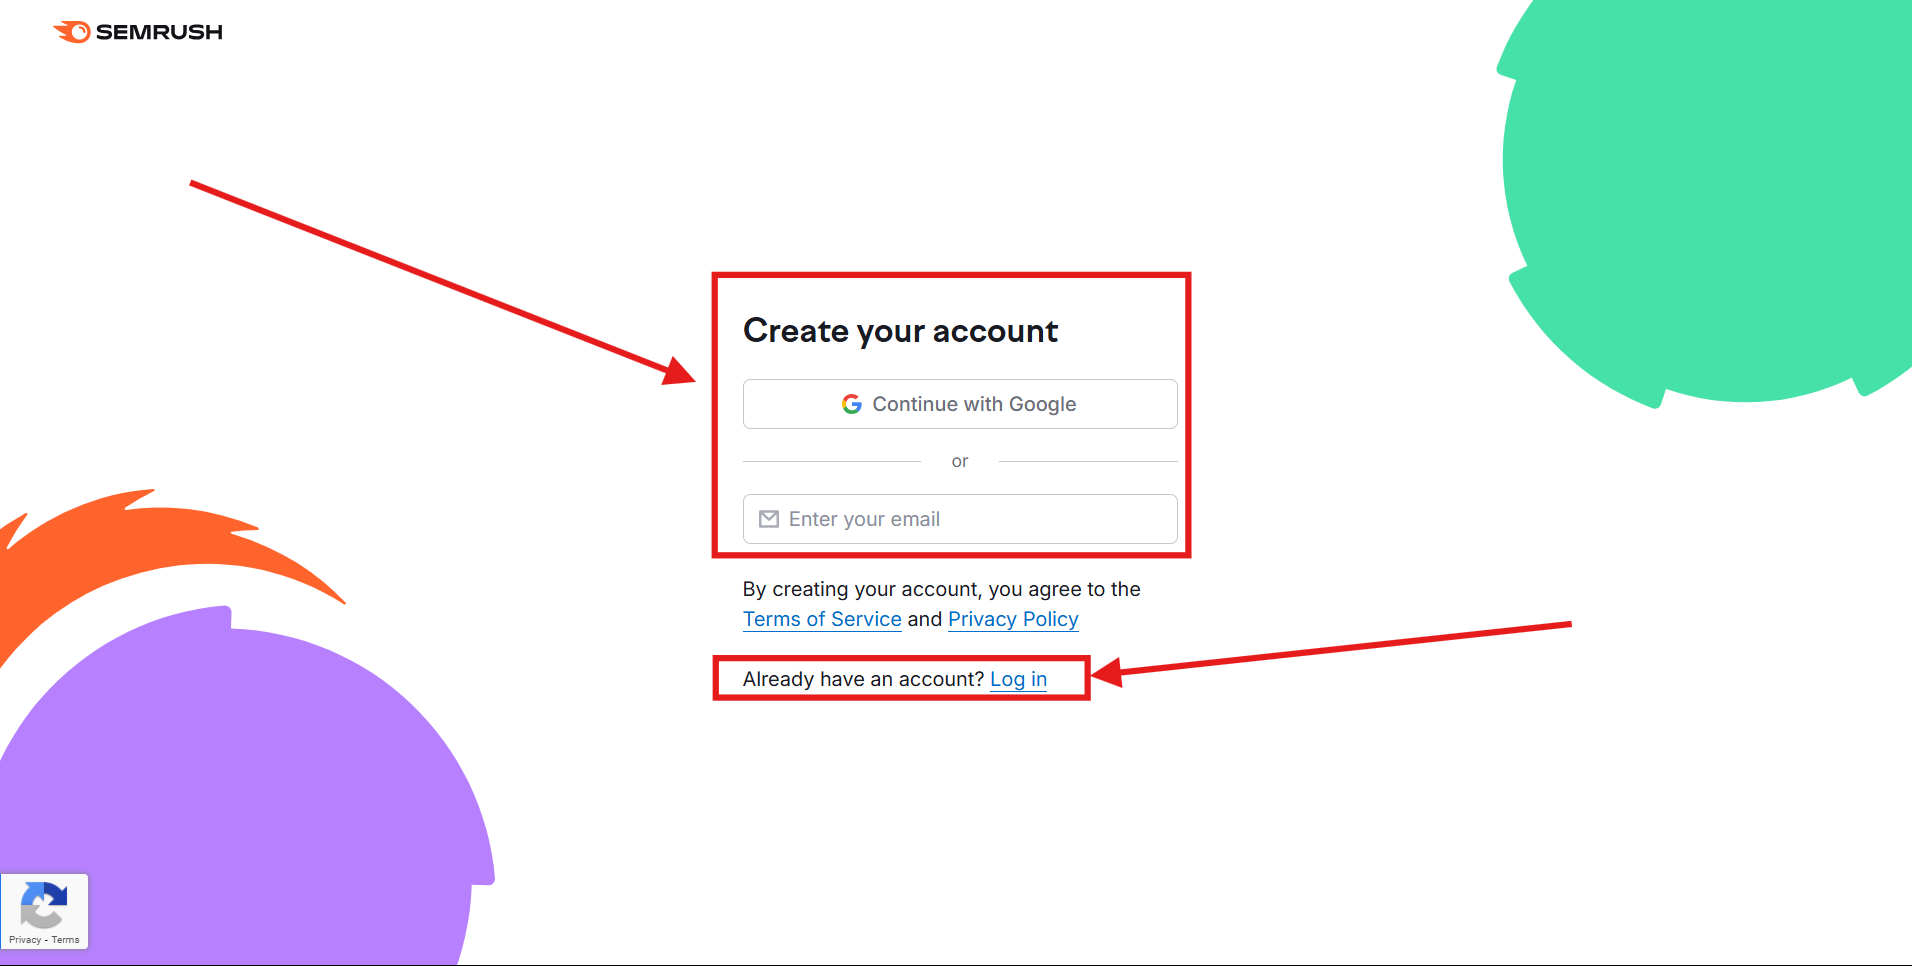 SEMRUSH
Create your account
Continue with Google
or
Enter your email
By creating your account, you agree to the
Terms of Service and Privacy Policy
Already have an account? Log in
Privacy - Terms